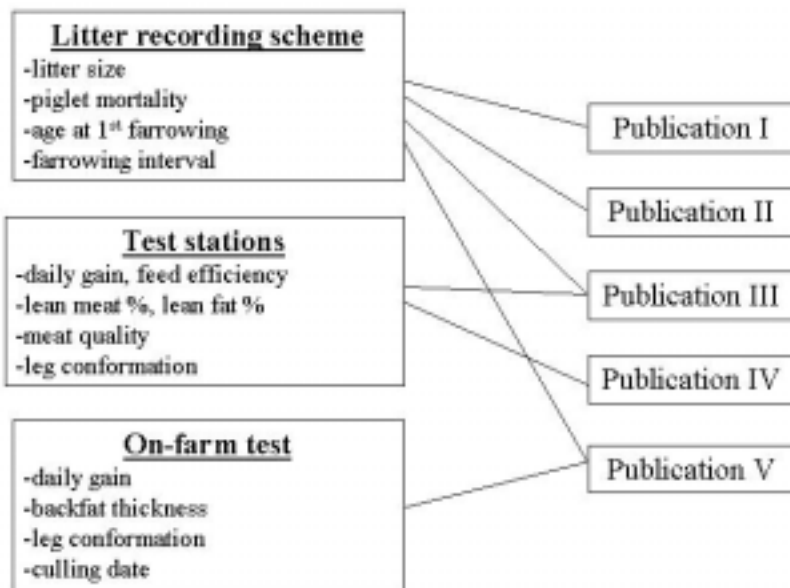 Litter recording scheme
-litter size
-piglet mortality
-age at 1st farrowing
-farrowing interval
Test stations
-daily gain, feed efficiency
-lean meat %, lean fat %
-meat quality
-leg conformation
On-farm test
-daily gain
-backfat thickness
-leg conformation
-culling date
Publication I
Publication II
Publication III
Publication IV
Publication V